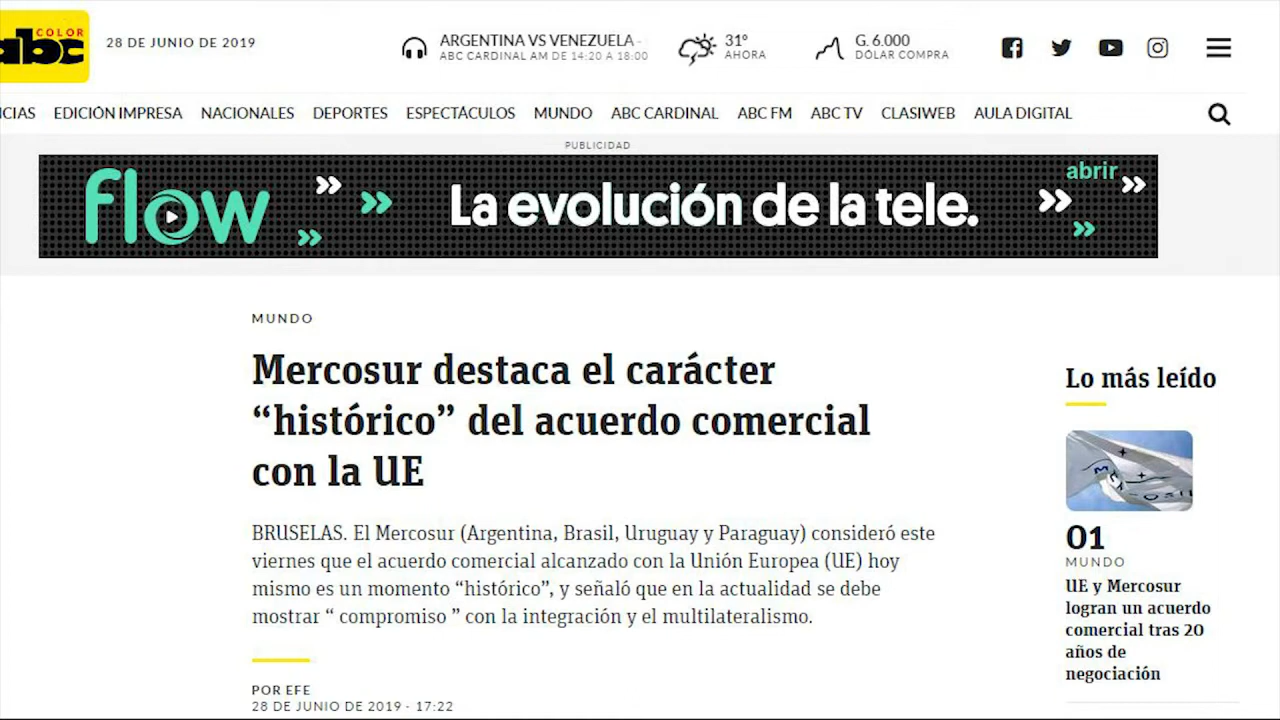 abc COLOR
28 DE JUNIO DE 2019
ARGENTINA VS VENEZUELA -
ABC CARDINAL AM DE 14:20 A 18:00
31°
AHORA
G. 6.000
DÓLAR COMPRA
ICIAS EDICIÓN IMPRESA NACIONALES DEPORTES ESPECTÁCULOS MUNDO ABC CARDINAL ABC FM ABC TV CLASIWEB AULA DIGITAL
PUBLICIDAD
flow
La evolución de la tele.
abrir
MUNDO
Mercosur destaca el carácter
“histórico” del acuerdo comercial
con la UE
BRUSELAS. El Mercosur (Argentina, Brasil, Uruguay y Paraguay) consideró este
viernes que el acuerdo comercial alcanzado con la Unión Europea (UE) hoy
mismo es un momento “histórico”, y señaló que en la actualidad se debe
mostrar “ compromiso ” con la integración y el multilateralismo.
POR EFE
28 DE JUNIO DE 2019 - 17:22
Lo más leído
01
MUNDO
UE y Mercosur
logran un acuerdo
comercial tras 20
años de
negociación